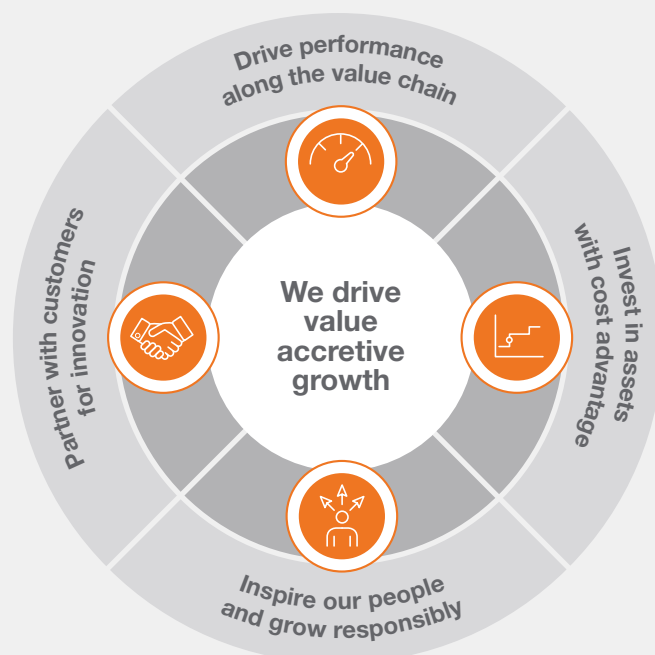 Drive performance
along the value chain
Invest in assets
with cost advantage
We drive
value
accretive
growth
Partner with customers
for innovation
Inspire our people
and grow responsibly